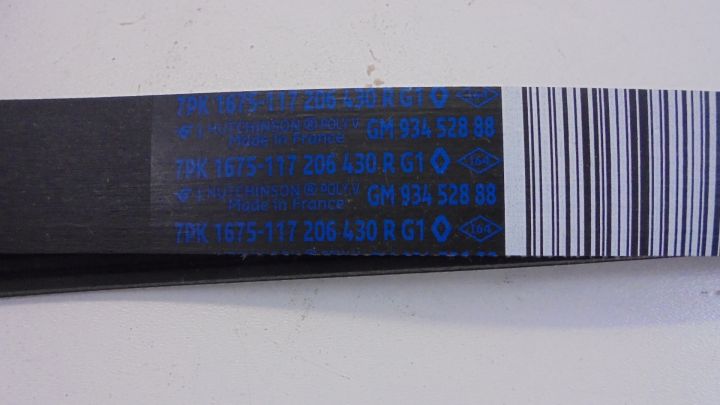 7PK 1675-117 206 430 R G1 164
HUTCHINSON ® POLY V GM 934 528 88
Made in France
7PK 1675-117 206 430 R G1 164
HUTCHINSON ® POLY V GM 934 528 88
Made in France
7PK 1675-117 206 430 R G1 164